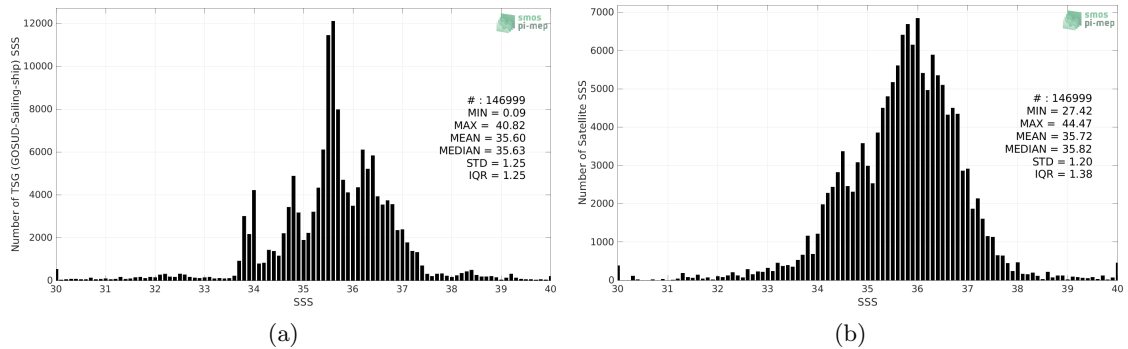 Number of TSG (GOSUD-Sailing-ship) SSS
12000
10000
8000
6000
4000
2000
0
30 31 32 33 34 35 36 37 38 39 40
SSS
smos
pi-mep
# : 146999
MIN = 0.09
MAX = 40.82
MEAN = 35.60
MEDIAN = 35.63
STD = 1.25
IQR = 1.25
(a)
Number of Satellite SSS
7000
6000
5000
4000
3000
2000
1000
0
30 31 32 33 34 35 36 37 38 39 40
SSS
smos
pi-mep
# : 146999
MIN = 27.42
MAX = 44.47
MEAN = 35.72
MEDIAN = 35.82
STD = 1.20
IQR = 1.38
(b)